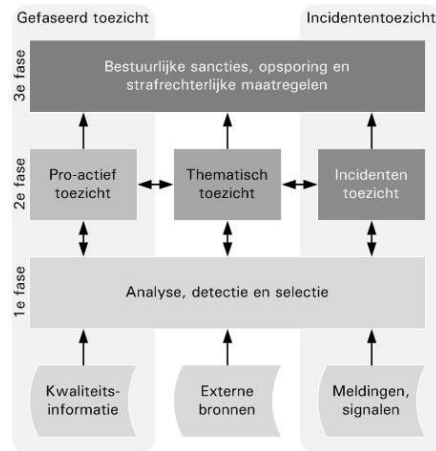 Gefaseerd toezicht
Incidententoezicht
3e fase
Bestuurlijke sancties, opsporing en
strafrechterlijke maatregelen
2e fase
Pro-actief
toezicht
Thematisch
toezicht
Incidenten
toezicht
1e fase
Analyse, detectie en selectie
Kwaliteits-
informatie
Externe
bronnen
Meldingen,
signalen